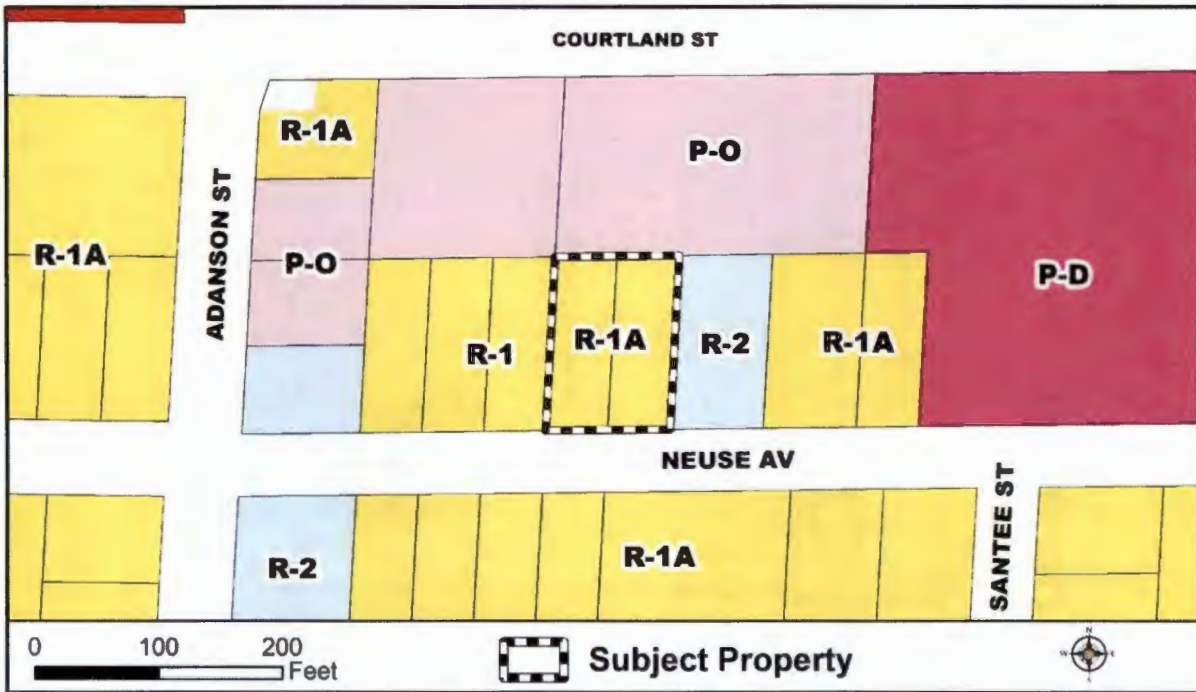 COURTLAND ST
R-1A
P-O
ADANSON ST
R-1A
P-O
P-D
R-1
R-1A
R-2
R-1A
NEUSE AV
R-2
R-1A
SANTEE ST
0 100 200
Feet
Subject Property
N
W E
S